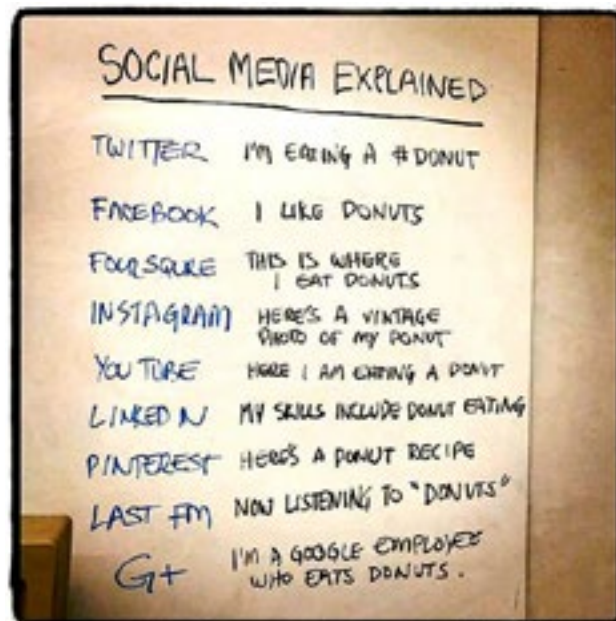 SOCIAL MEDIA EXPLAINED
TWITTER I'M EATING A #DONUT
FACEBOOK I LIKE DONUTS
FOURSQURE THIS IS WHERE
I EAT DONUTS
INSTAGRAM HERE'S A VINTAGE
PHOTO OF MY DONUT
YOU TUBE HERE I AM EATING A DONUT
LINKED IN MY SKILLS INCLUDE DONUT EATING
PINTEREST HERE'S A DONUT RECIPE
LAST FM NOW LISTENING TO "DONUTS"
G+ I'M A GOOGLE EMPLOYEE
WHO EATS DONUTS.